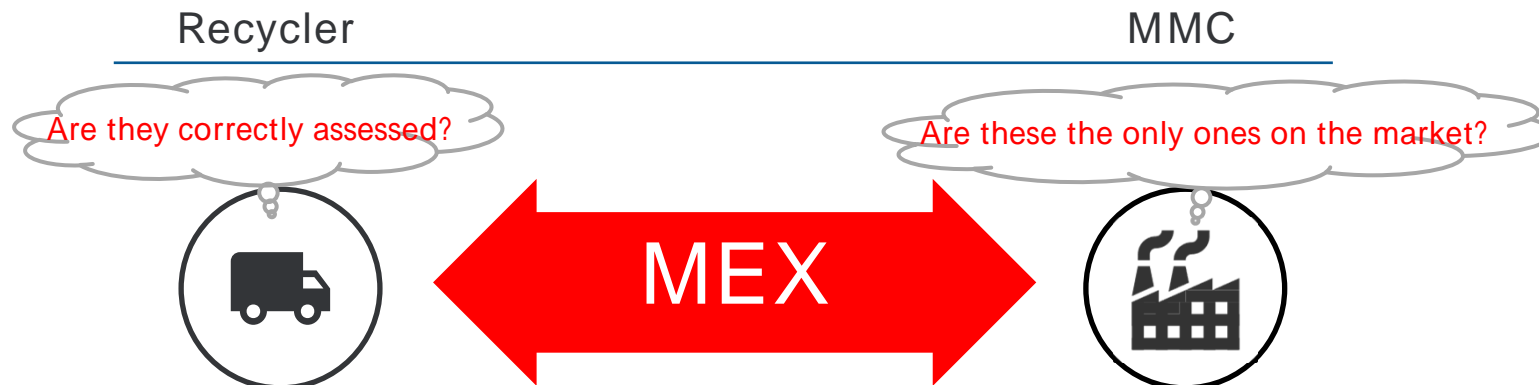 Recycler
MMC
Are they correctly assessed?
Are these the only ones on the market?
MEX